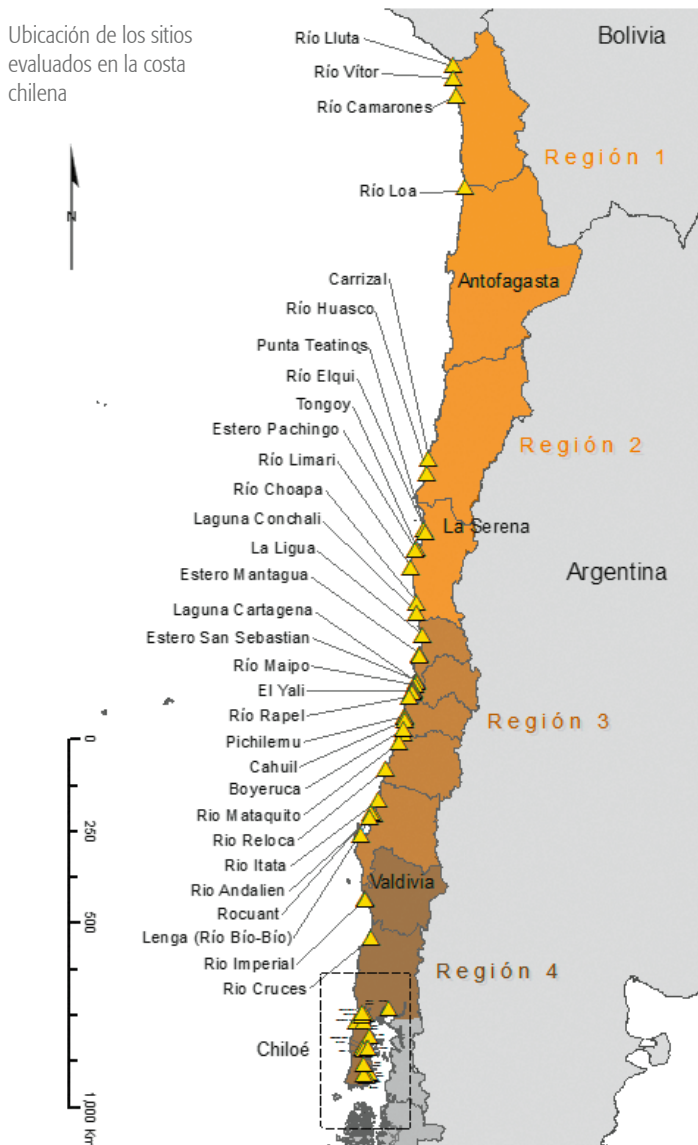 Ubicación de los sitios
evaluados en la costa
chilena
N
Bolivia
Argentina
Río Lluta
Río Vítor
Río Camarones
Región 1
Río Loa
Antofagasta
Carrizal
Río Huasco
Punta Teatinos
Río Elqui
Tongoy
Estero Pachingo
Región 2
Río Limari
Río Choapa
Laguna Conchali
La Serena
La Ligua
Estero Mantagua
Laguna Cartagena
Estero San Sebastian
Río Maipo
El Yali
Río Rapel
Región 3
Pichilemu
Cahuil
Boyeruca
Rio Mataquito
Rio Reloca
Rio Itata
Rio Andalien
Valdivia
Rocuant
Lenga (Río Bío-Bío)
Rio Imperial
Región 4
Rio Cruces
Chiloé
0
250
500
1,000 Km